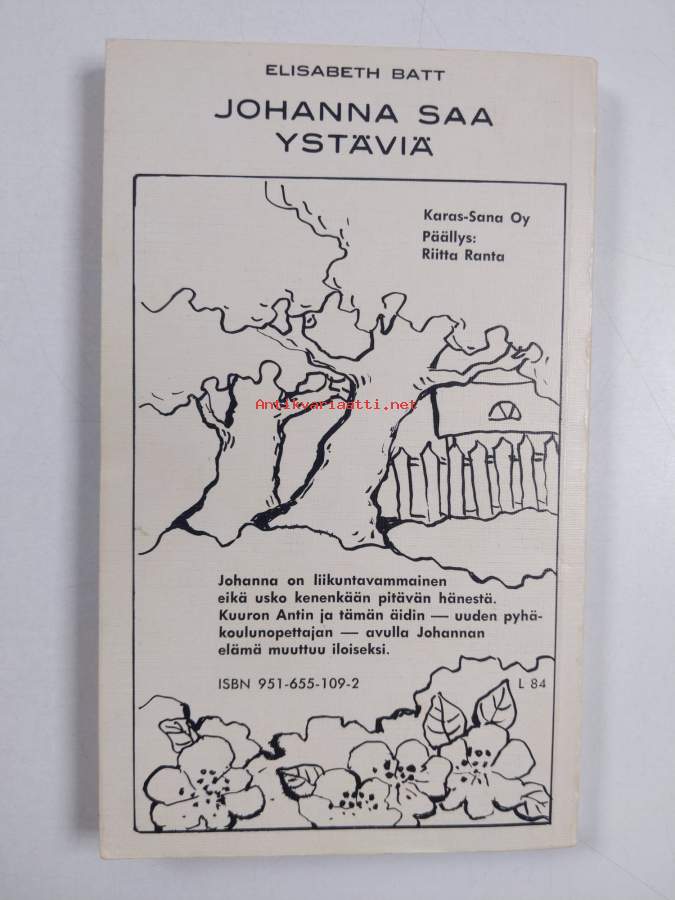 ELISABETH BATT
JOHANNA SAA
YSTÄVIÄ
Karas-Sana Oy
Päällys:
Riitta Ranta
Antikvariaatti.net
Johanna on liikuntavammainen
eikä usko kenenkään pitävän hänestä.
Kuuron Antin ja tämän äidin — uuden pyhä-
koulunopettajan — avulla Johannan
elämä muuttuu iloiseksi.
ISBN 951-655-109-2 L 84